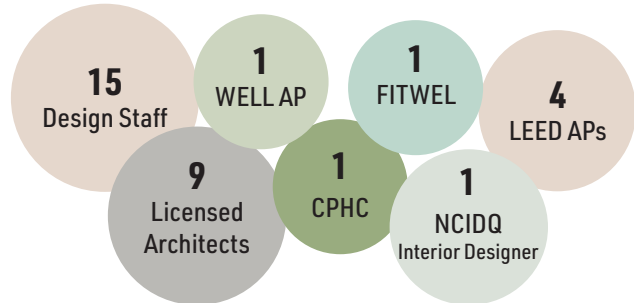 15
Design Staff
1
WELL AP
1
FITWEL
4
LEED APs
9
Licensed
Architects
1
CPHC
1
NCIDQ
Interior Designer